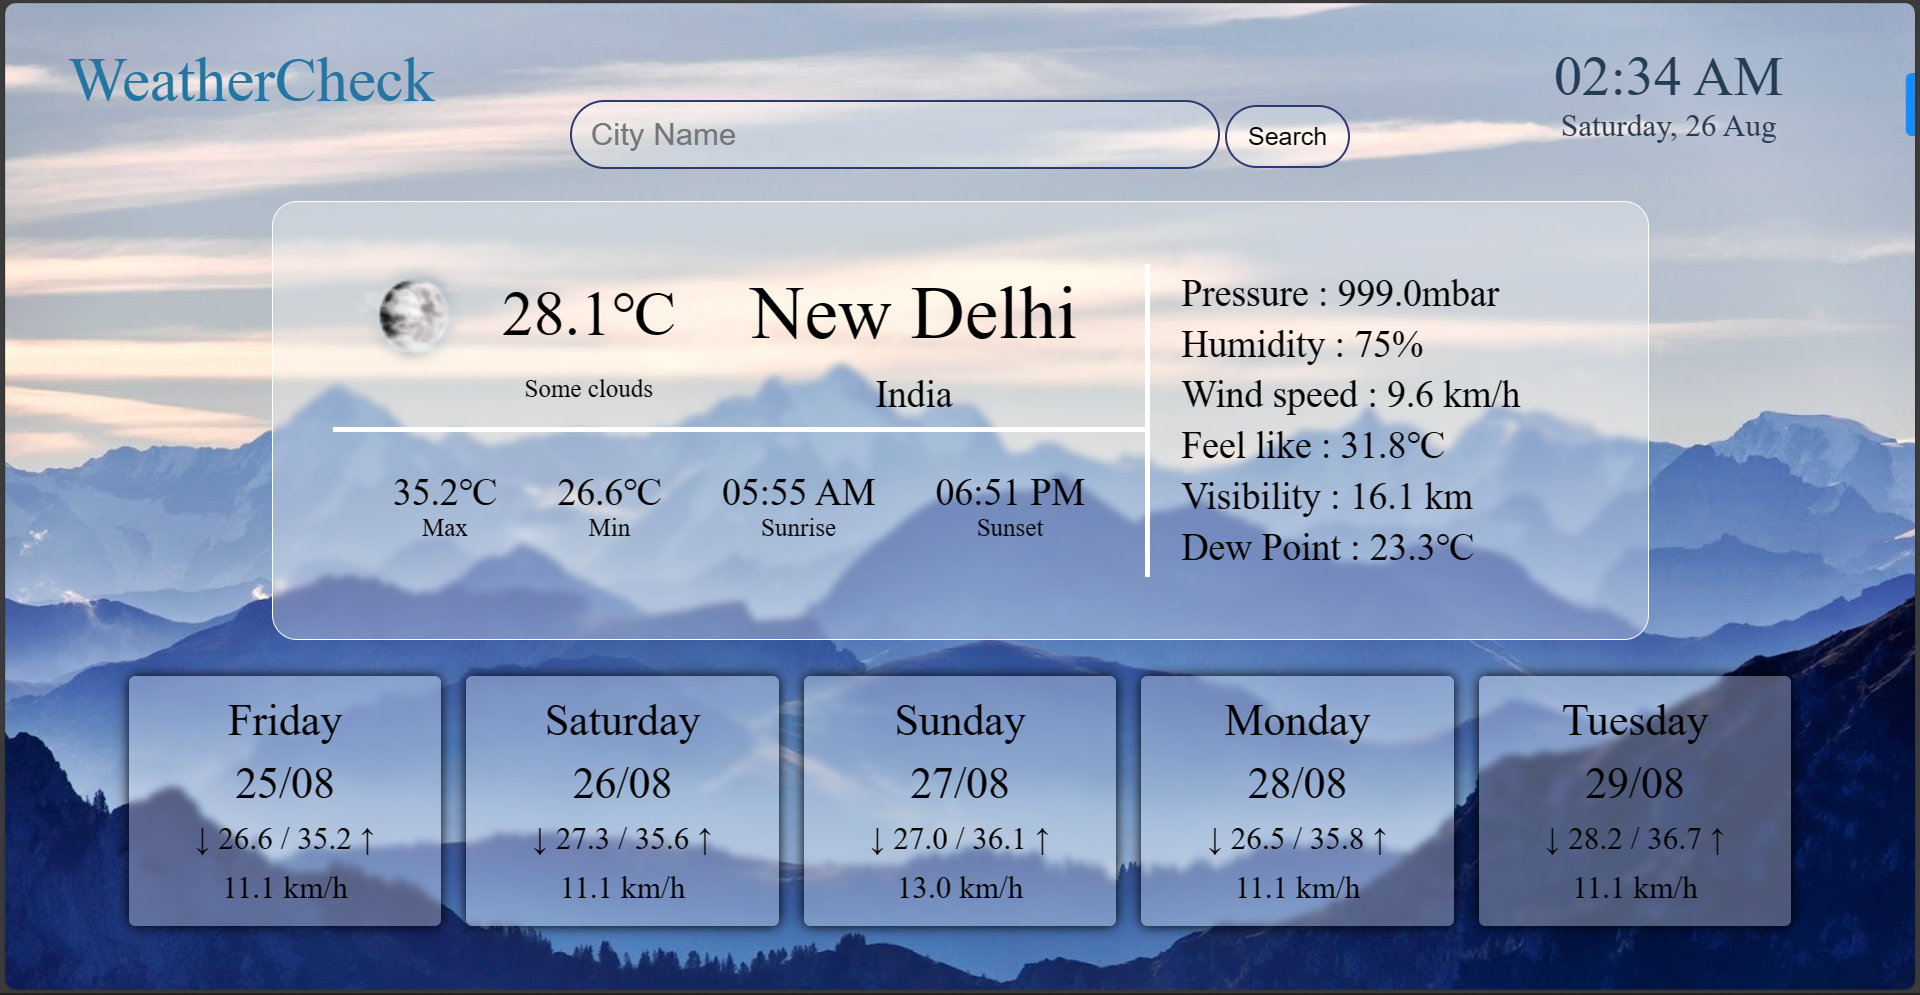 WeatherCheck
02:34 AM
Saturday, 26 Aug
City Name
Search
28.1°C
Some clouds
New Delhi
India
35.2°C
Max
26.6°C
Min
05:55 AM
Sunrise
06:51 PM
Sunset
Pressure : 999.0mbar
Humidity : 75%
Wind speed : 9.6 km/h
Feel like : 31.8°C
Visibility : 16.1 km
Dew Point : 23.3°C
Friday
25/08
↓ 26.6 / 35.2 ↑
11.1 km/h
Saturday
26/08
↓ 27.3 / 35.6 ↑
11.1 km/h
Sunday
27/08
↓ 27.0 / 36.1 ↑
13.0 km/h
Monday
28/08
↓ 26.5 / 35.8 ↑
11.1 km/h
Tuesday
29/08
↓ 28.2 / 36.7 ↑
11.1 km/h